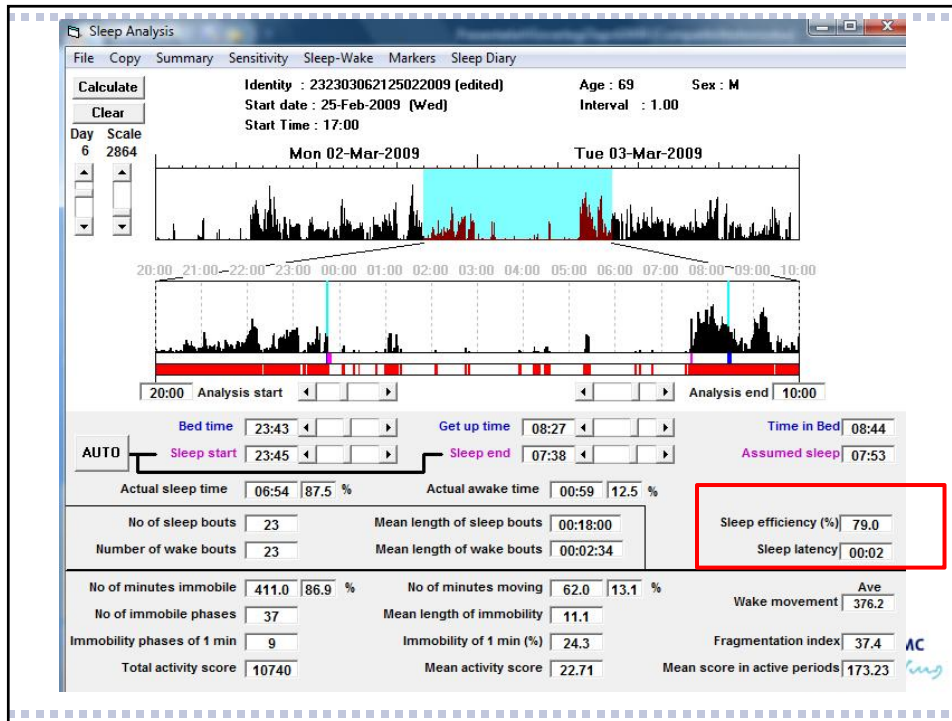 Sleep Analysis
File Copy Summary Sensitivity Sleep-Wake Markers Sleep Diary
Calculate Identity : 232303062125022009 (edited) Age : 69 Sex : M
Clear Start date : 25-Feb-2009 (Wed) Interval : 1.00
Start Time : 17:00
Day Scale
6 2864
Mon 02-Mar-2009 Tue 03-Mar-2009
20:00 21:00 22:00 23:00 00:00 01:00 02:00 03:00 04:00 05:00 06:00 07:00 08:00 09:00 10:00
20:00 Analysis start Analysis end 10:00
Bed time 23:43 Get up time 08:27 Time in Bed 08:44
AUTO Sleep start 23:45 Sleep end 07:38 Assumed sleep 07:53
Actual sleep time 06:54 87.5 % Actual awake time 00:59 12.5 %
No of sleep bouts 23 Mean length of sleep bouts 00:18:00 Sleep efficiency (%) 79.0
Number of wake bouts 23 Mean length of wake bouts 00:02:34 Sleep latency 00:02
No of minutes immobile 411.0 86.9 % No of minutes moving 62.0 13.1 % Wake movement Ave 376.2
No of immobile phases 37 Mean length of immobility 11.1
Immobility phases of 1 min 9 Immobility of 1 min (%) 24.3 Fragmentation index 37.4
Total activity score 10740 Mean activity score 22.71 Mean score in active periods 173.23
MC